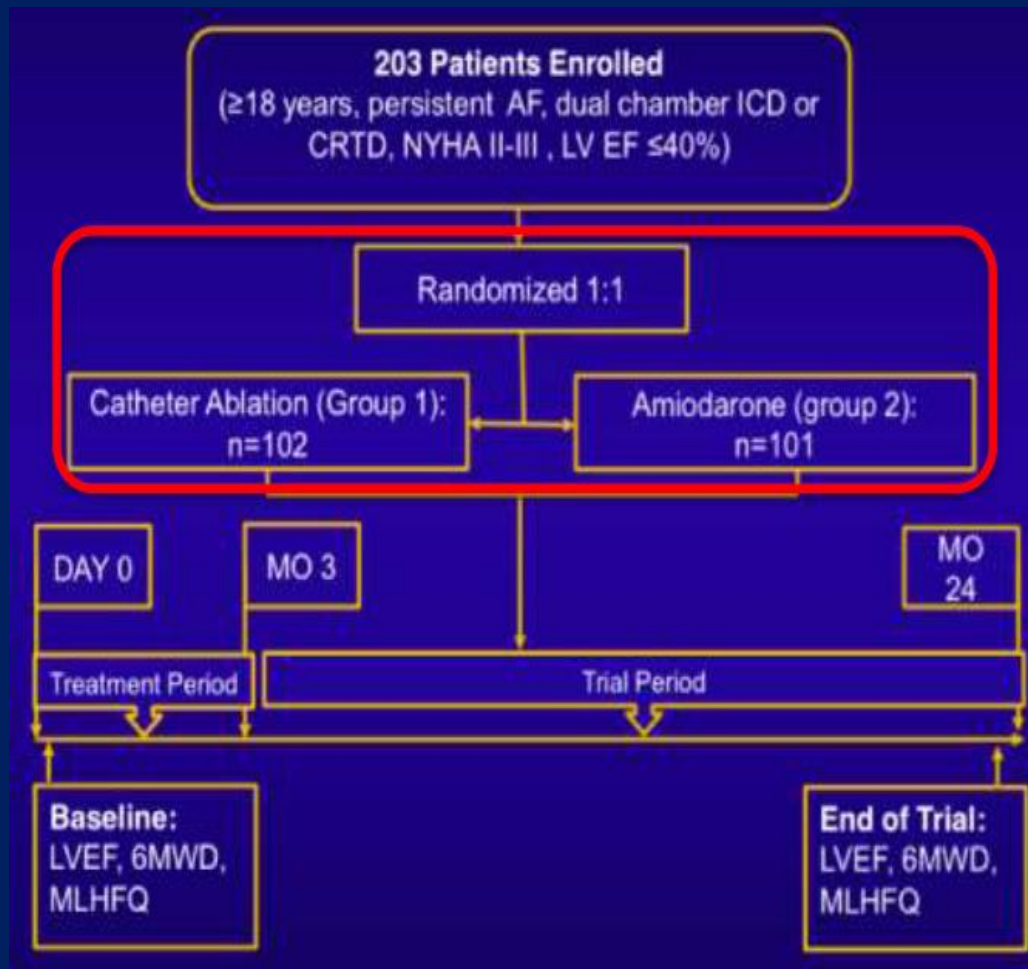 203 Patients Enrolled
(≥18 years, persistent AF, dual chamber ICD or
CRTD, NYHA II-III , LV EF ≤40%)
Randomized 1:1
Catheter Ablation (Group 1):
n=102
Amiodarone (group 2):
n=101
DAY 0
MO 3
MO
24
Treatment Period
Trial Period
Baseline:
LVEF, 6MWD,
MLHFQ
End of Trial:
LVEF, 6MWD,
MLHFQ